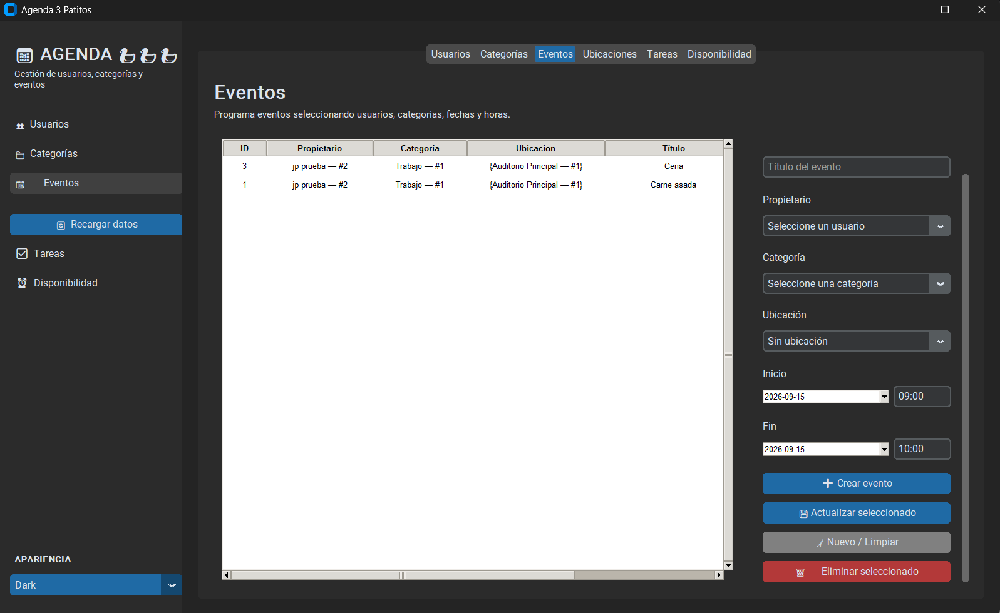 Agenda 3 Patitos
AGENDA
Gestión de usuarios, categorías y
eventos
Usuarios
Categorías
Eventos
Recargar datos
Tareas
Disponibilidad
APARIENCIA
Dark
Usuarios Categorías Eventos Ubicaciones Tareas Disponibilidad
Eventos
Programa eventos seleccionando usuarios, categorías, fechas y horas.
ID Propietario Categoría Ubicacion Título
3 jp prueba — #2 Trabajo — #1 {Auditorio Principal — #1} Cena
1 jp prueba — #2 Trabajo — #1 {Auditorio Principal — #1} Carne asada
Título del evento
Propietario
Seleccione un usuario
Categoría
Seleccione una categoría
Ubicación
Sin ubicación
Inicio
2026-09-15 09:00
Fin
2026-09-15 10:00
Crear evento
Actualizar seleccionado
Nuevo / Limpiar
Eliminar seleccionado